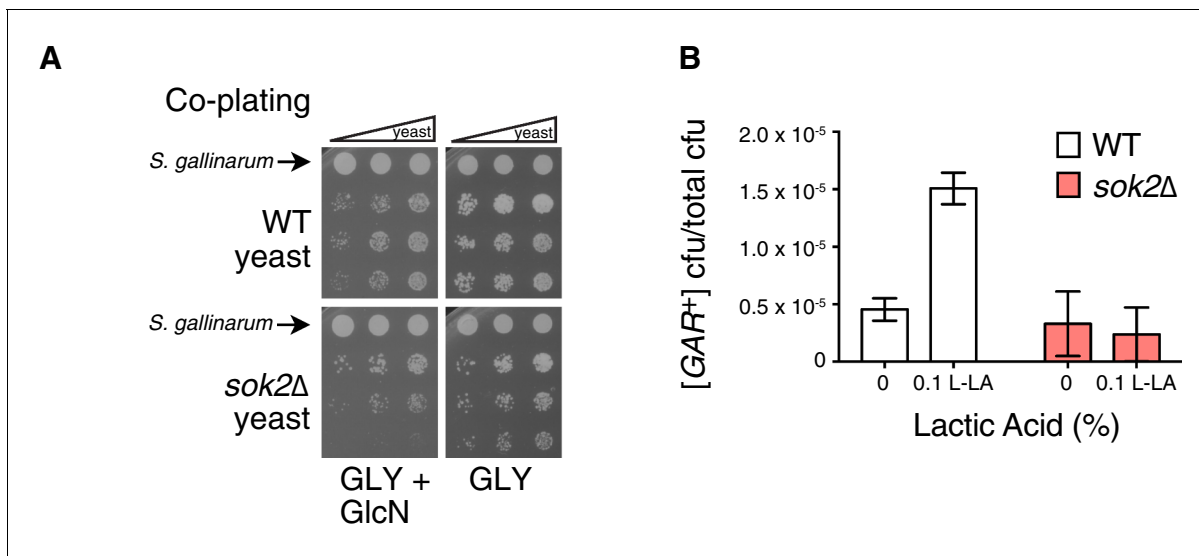 A
Co-plating
yeast
yeast
S. gallinarum
WT
yeast
S. gallinarum
sok2Δ
yeast
GLY +
GlcN
GLY
B
[GAR+] cfu/total cfu
2.0 x 10-5
1.5 x 10-5
1.0 x 10-5
0.5 x 10-5
0
WT
sok2Δ
0
0.1 L-LA
0
0.1 L-LA
Lactic Acid (%)